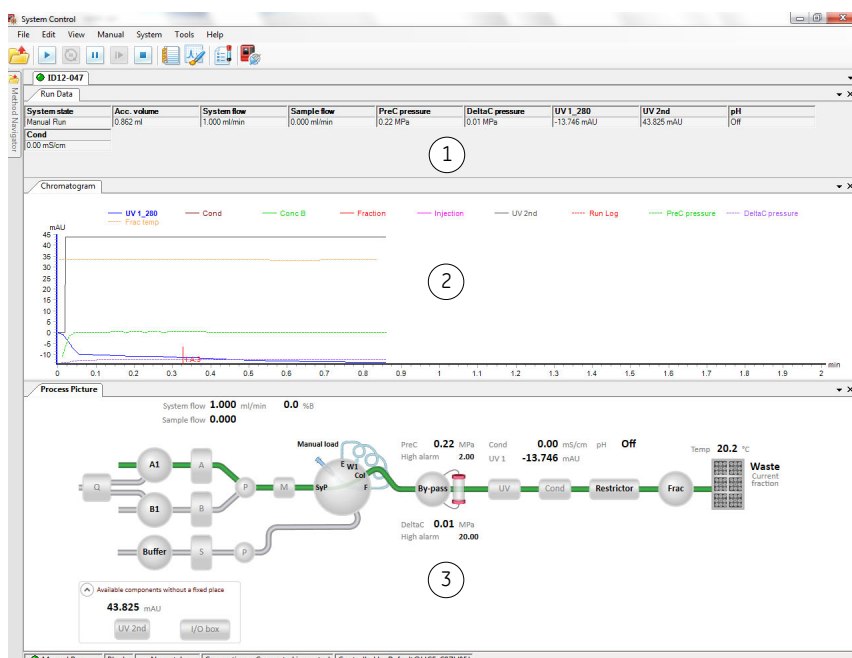 System Control
File Edit View Manual System Tools Help
ID12-047
Method Navigator
Run Data
System state Acc. volume System flow Sample flow PreC pressure DeltaC pressure UV 1_280 UV 2nd pH
Manual Run 0.862 ml 1.000 ml/min 0.000 ml/min 0.22 MPa 0.01 MPa -13.746 mAU 43.825 mAU Off
Cond
0.00 mS/cm
1
Chromatogram
UV 1_280 Cond Conc B Fraction Injection UV 2nd Run Log PreC pressure DeltaC pressure
Frac temp
mAU
45
40
35
30
25
20
15
10
5
0
-5
-10
2
1.A.3
0 0.1 0.2 0.3 0.4 0.5 0.6 0.7 0.8 0.9 1 1.1 1.2 1.3 1.4 1.5 1.6 1.7 1.8 1.9 2 min
Process Picture
System flow 1.000 ml/min 0.0 %B
Sample flow 0.000
Manual load
PreC 0.22 MPa Cond 0.00 mS/cm pH Off
High alarm 2.00 UV 1 -13.746 mAU
Temp 20.2 °C
A1 A E W1 Col
Waste
Current
fraction
Q P M SyP F By-pass UV Cond Restrictor Frac
B1 B
DeltaC 0.01 MPa
High alarm 20.00
Buffer S P
3
Available components without a fixed place
43.825 mAU
UV 2nd I/O box